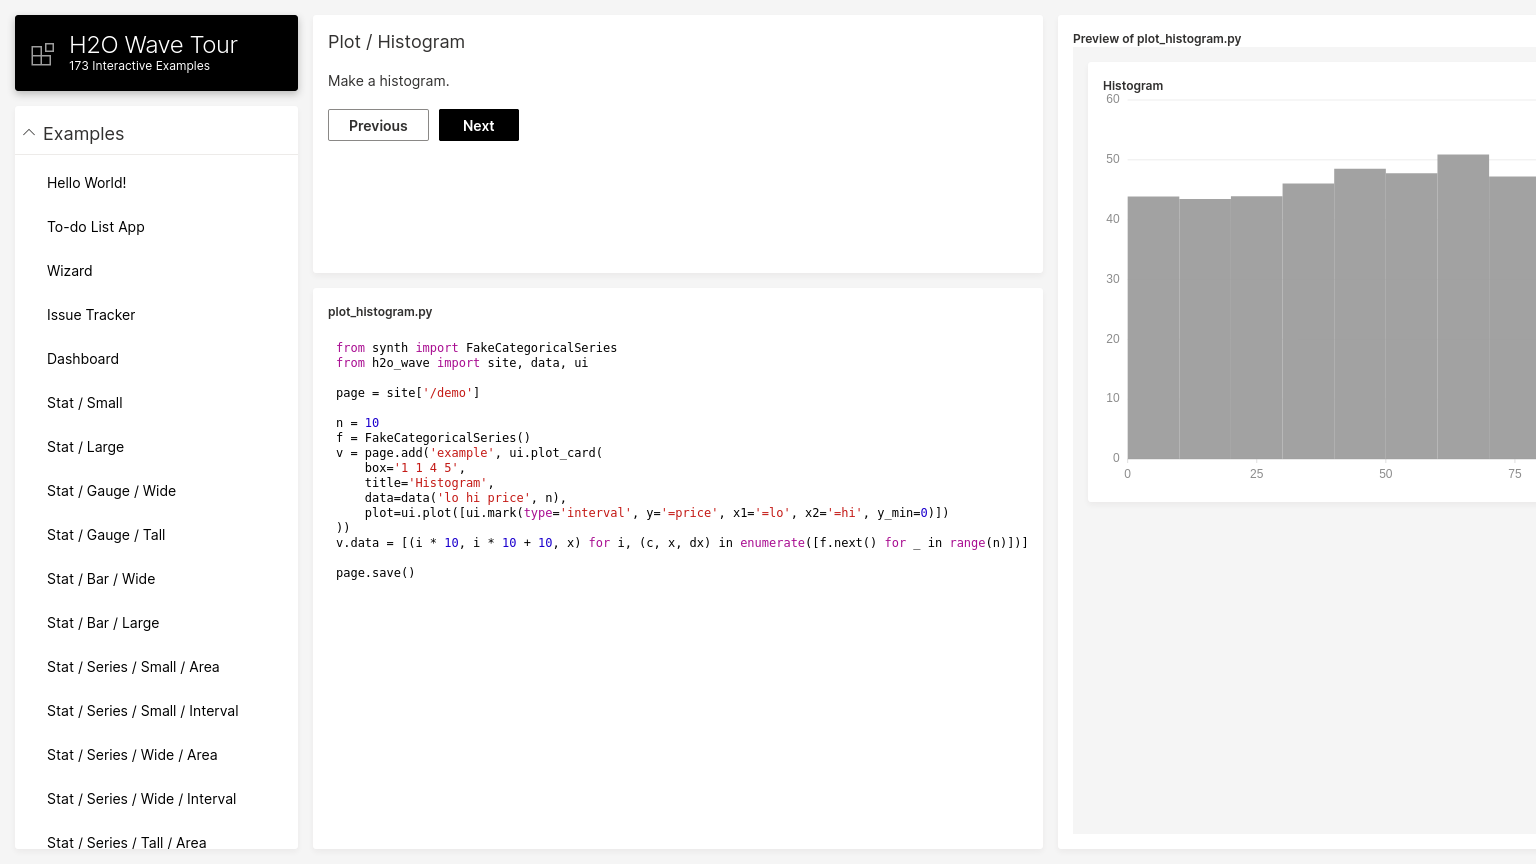 H2O Wave Tour
173 Interactive Examples
Examples
Hello World!
To-do List App
Wizard
Issue Tracker
Dashboard
Stat / Small
Stat / Large
Stat / Gauge / Wide
Stat / Gauge / Tall
Stat / Bar / Wide
Stat / Bar / Large
Stat / Series / Small / Area
Stat / Series / Small / Interval
Stat / Series / Wide / Area
Stat / Series / Wide / Interval
Stat / Series / Tall / Area
Plot / Histogram
Make a histogram.
Previous
Next
plot_histogram.py
from synth import FakeCategoricalSeries
from h2o_wave import site, data, ui
page = site['/demo']
n = 10
f = FakeCategoricalSeries()
v = page.add('example', ui.plot_card(
    box='1 1 4 5',
    title='Histogram',
    data=data('lo hi price', n),
    plot=ui.plot([ui.mark(type='interval', y='=price', x1='=lo', x2='=hi', y_min=0)])
))
v.data = [(i * 10, i * 10 + 10, x) for i, (c, x, dx) in enumerate([f.next() for _ in range(n)])]
page.save()
Preview of plot_histogram.py
Histogram
60
50
40
30
20
10
0
0 25 50 75